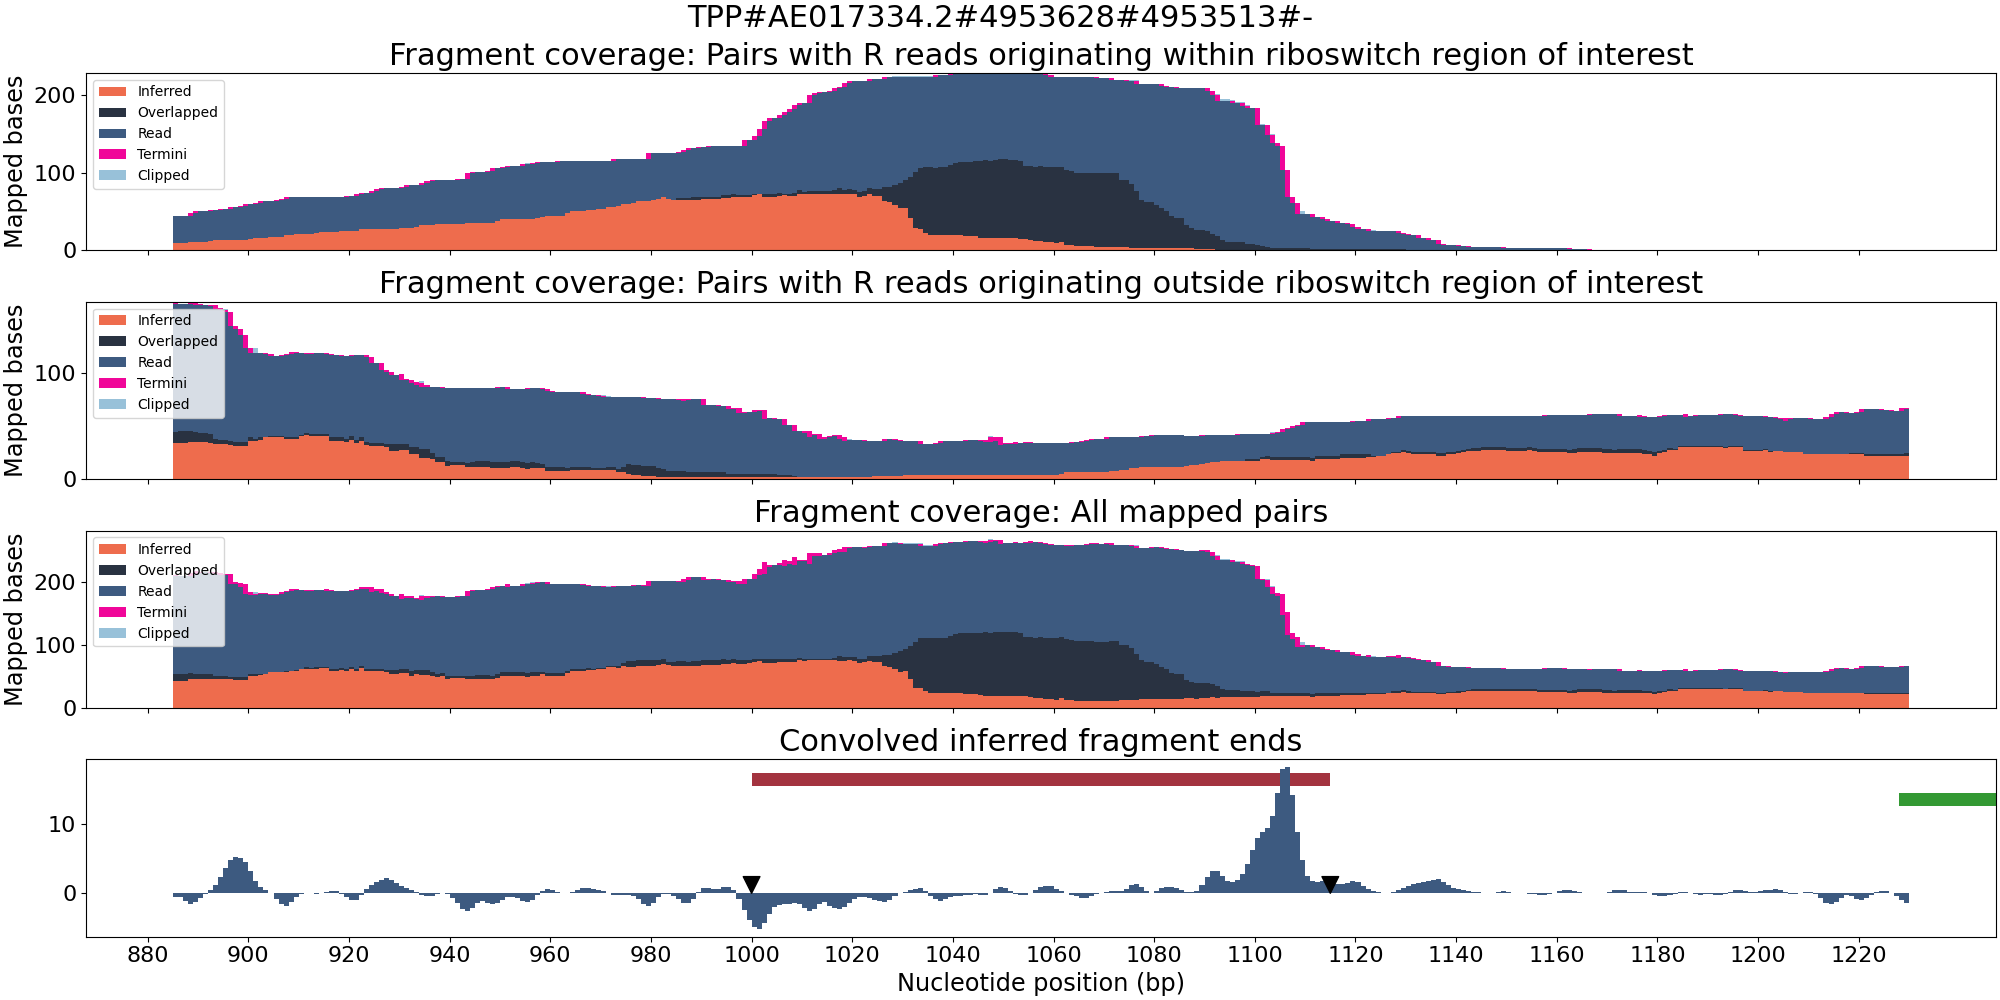 TPP#AE017334.2#4953628#4953513#-
Fragment coverage: Pairs with R reads originating within riboswitch region of interest
Mapped bases
200
100
0
Inferred
Overlapped
Read
Termini
Clipped
Fragment coverage: Pairs with R reads originating outside riboswitch region of interest
Mapped bases
100
0
Inferred
Overlapped
Read
Termini
Clipped
Fragment coverage: All mapped pairs
Mapped bases
200
100
0
Inferred
Overlapped
Read
Termini
Clipped
Convolved inferred fragment ends
10
0
880 900 920 940 960 980 1000 1020 1040 1060 1080 1100 1120 1140 1160 1180 1200 1220
Nucleotide position (bp)